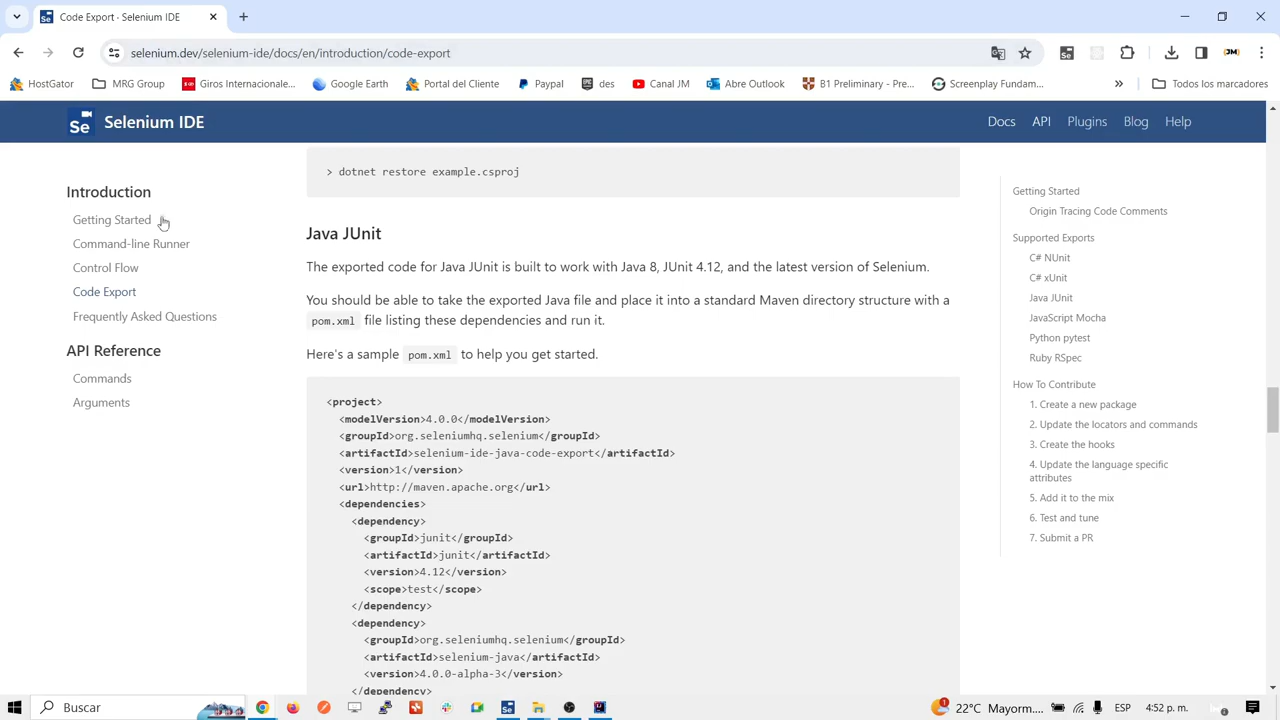 Code Export · Selenium IDE
selenium.dev/selenium-ide/docs/en/introduction/code-export
JM
HostGator
MRG Group
Giros Internacionale...
Google Earth
Portal del Cliente
Paypal
des
Canal JM
Abre Outlook
B1 Preliminary - Pre...
Screenplay Fundam...
»
Todos los marcadores
Se
Selenium IDE
Docs
API
Plugins
Blog
Help
Introduction
Getting Started
Command-line Runner
Control Flow
Code Export
Frequently Asked Questions
API Reference
Commands
Arguments
> dotnet restore example.csproj
Java JUnit
The exported code for Java JUnit is built to work with Java 8, JUnit 4.12, and the latest version of Selenium.
You should be able to take the exported Java file and place it into a standard Maven directory structure with a
pom.xml file listing these dependencies and run it.
Here's a sample pom.xml to help you get started.
<project>
<modelVersion>4.0.0</modelVersion>
<groupId>org.seleniumhq.selenium</groupId>
<artifactId>selenium-ide-java-code-export</artifactId>
<version>1</version>
<url>http://maven.apache.org</url>
<dependencies>
<dependency>
<groupId>junit</groupId>
<artifactId>junit</artifactId>
<version>4.12</version>
<scope>test</scope>
</dependency>
<dependency>
<groupId>org.seleniumhq.selenium</groupId>
<artifactId>selenium-java</artifactId>
<version>4.0.0-alpha-3</version>
</dependency>
Getting Started
Origin Tracing Code Comments
Supported Exports
C# NUnit
C# xUnit
Java JUnit
JavaScript Mocha
Python pytest
Ruby RSpec
How To Contribute
1. Create a new package
2. Update the locators and commands
3. Create the hooks
4. Update the language specific
attributes
5. Add it to the mix
6. Test and tune
7. Submit a PR
Buscar
22°C Mayorm...
ESP
4:52 p. m.